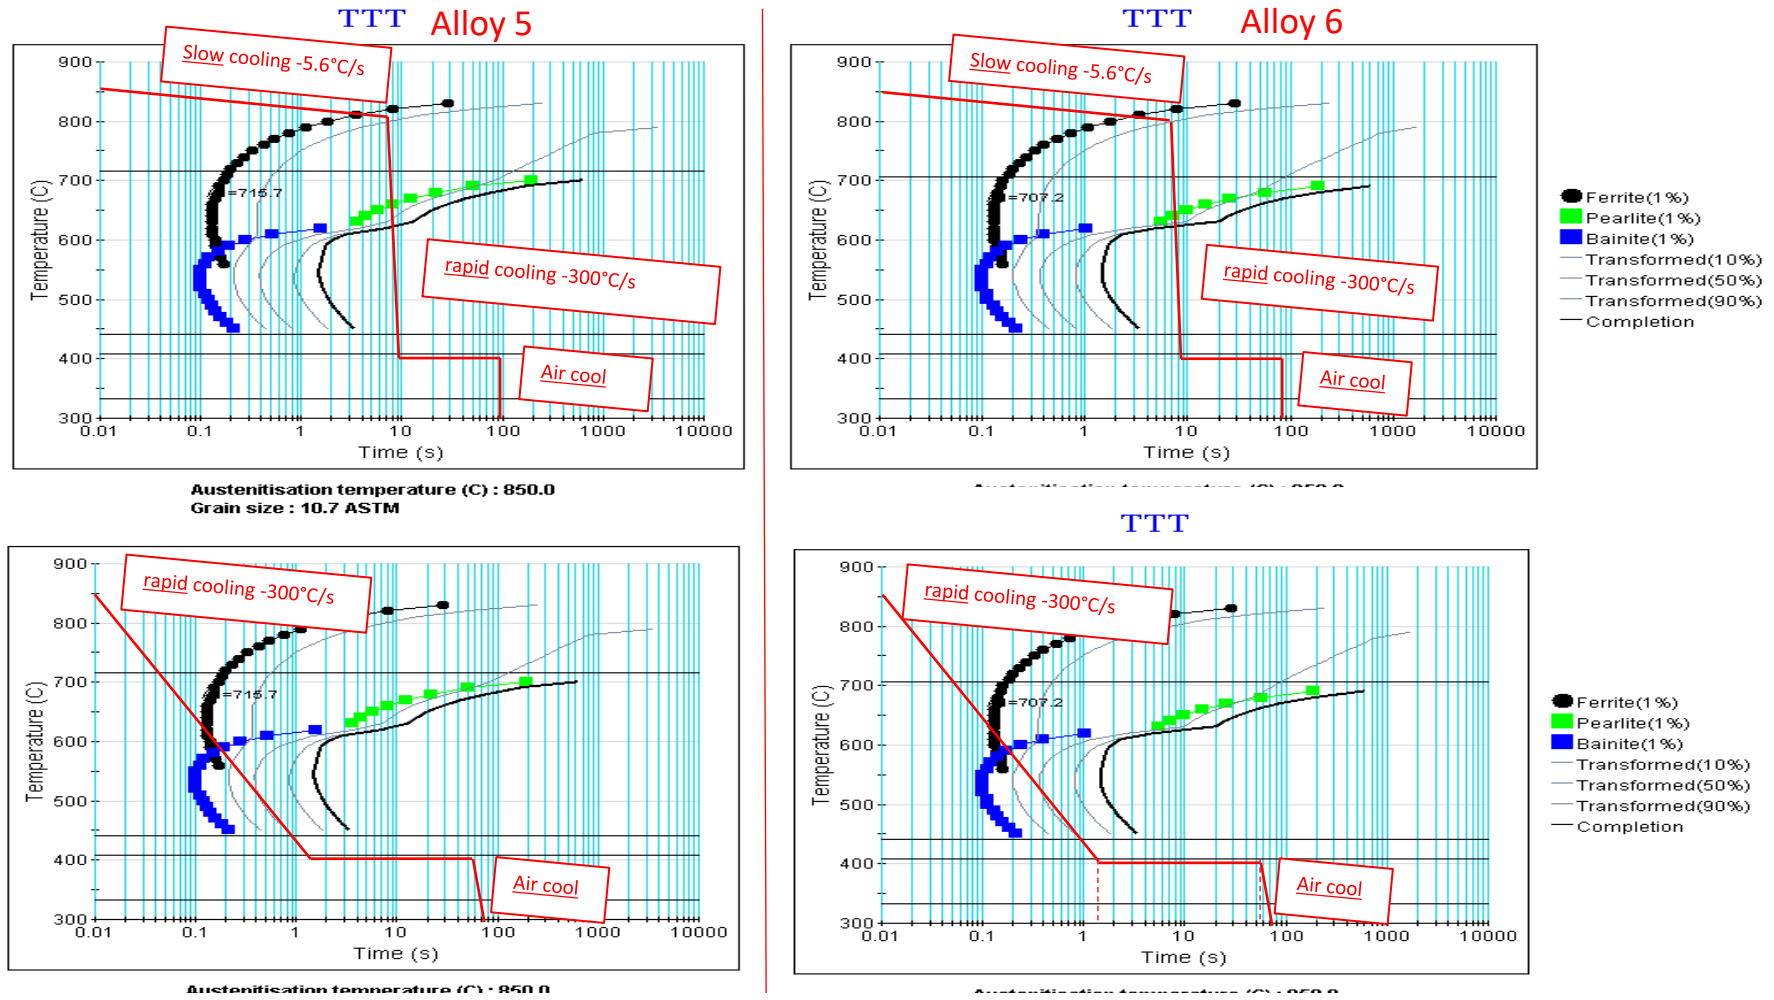 TTT Alloy 5
Slow cooling -5.6°C/s
900
800
700
600
500
400
300
Temperature (C)
=715.7
rapid cooling -300°C/s
Air cool
0.01 0.1 1 10 100 1000 10000
Time (s)
Austenitisation temperature (C) : 850.0
Grain size : 10.7 ASTM
TTT Alloy 6
Slow cooling -5.6°C/s
900
800
700
600
500
400
300
Temperature (C)
=707.2
rapid cooling -300°C/s
Air cool
0.01 0.1 1 10 100 1000 10000
Time (s)
Austenitisation temperature (C) : 850.0
Ferrite(1%)
Pearlite(1%)
Bainite(1%)
Transformed(10%)
Transformed(50%)
Transformed(90%)
Completion
rapid cooling -300°C/s
900
800
700
600
500
400
300
Temperature (C)
=715.7
Air cool
0.01 0.1 1 10 100 1000 10000
Time (s)
Austenitisation temperature (C) : 850.0
TTT
rapid cooling -300°C/s
900
800
700
600
500
400
300
Temperature (C)
=707.2
Air cool
0.01 0.1 1 10 100 1000 10000
Time (s)
Austenitisation temperature (C) : 850.0
Ferrite(1%)
Pearlite(1%)
Bainite(1%)
Transformed(10%)
Transformed(50%)
Transformed(90%)
Completion